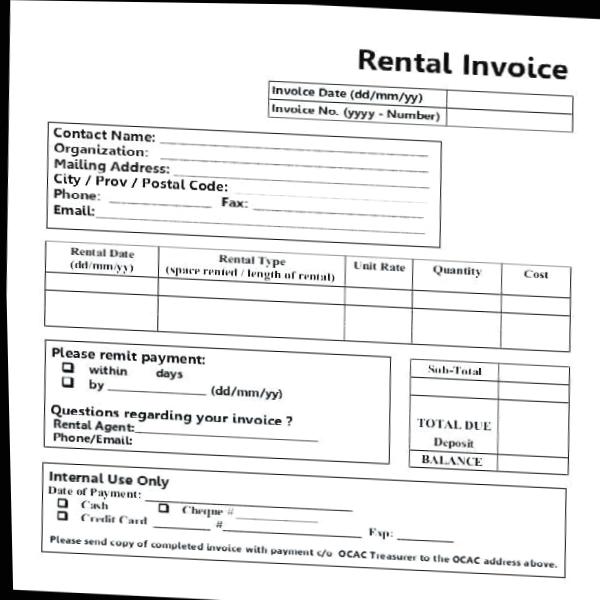 Rental Invoice
Invoice Date (dd/mm/yy)
Invoice No. (yyyy - Number)
Contact Name:
Organization:
Mailing Address:
City / Prov / Postal Code:
Phone: Fax:
Email:
Rental Date Rental Type Unit Rate Quantity Cost
(dd/mm/yy) (space rented / length of rental)
Please remit payment:
❑ within days
❑ by (dd/mm/yy)
Questions regarding your invoice ?
Rental Agent:
Phone/Email:
Sub-Total
TOTAL DUE
Deposit
BALANCE
Internal Use Only
Date of Payment:
❑ Cash ❑ Cheque #
❑ Credit Card # Exp:
Please send copy of completed invoice with payment c/o OCAC Treasurer to the OCAC address above.